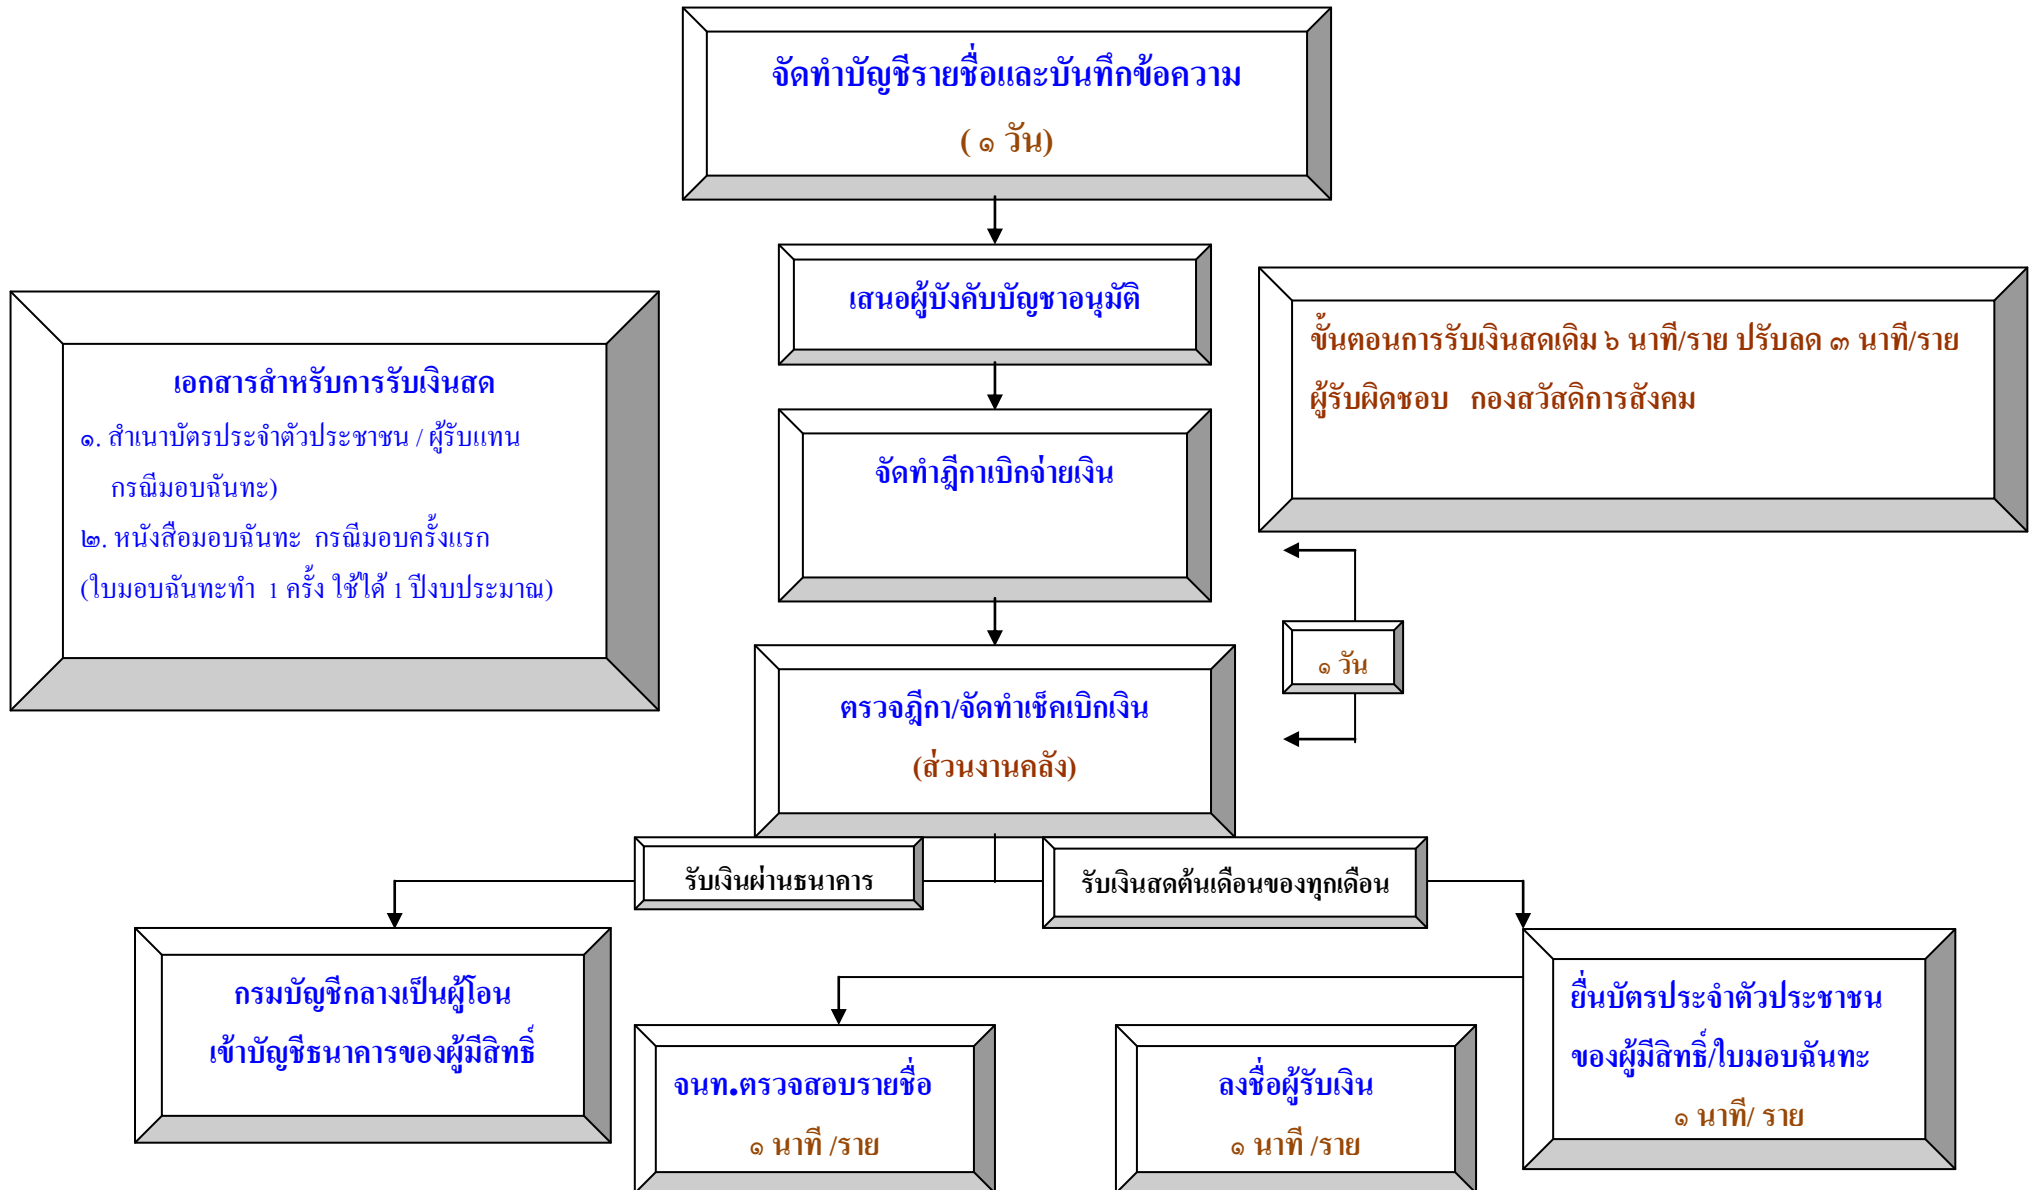 จัดทำบัญชีรายชื่อและบันทึกข้อความ
( ๑ วัน)
เสนอผู้บังคับบัญชาอนุมัติ
ขั้นตอนการรับเงินสดเดิม ๖ นาที/ราย ปรับลด ๓ นาที/ราย
ผู้รับผิดชอบ กองสวัสดิการสังคม
เอกสารสำหรับการรับเงินสด
๑. สำเนาบัตรประจำตัวประชาชน / ผู้รับแทน
กรณีมอบฉันทะ)
๒. หนังสือมอบฉันทะ กรณีมอบครั้งแรก
(ใบมอบฉันทะทำ 1 ครั้ง ใช้ได้ 1 ปีงบประมาณ)
จัดทำฎีกาเบิกจ่ายเงิน
๑ วัน
ตรวจฎีกา/จัดทำเช็คเบิกเงิน
(ส่วนงานคลัง)
รับเงินผ่านธนาคาร
รับเงินสดต้นเดือนของทุกเดือน
กรมบัญชีกลางเป็นผู้โอน
เข้าบัญชีธนาคารของผู้มีสิทธิ์
จนท.ตรวจสอบรายชื่อ
๑ นาที /ราย
ลงชื่อผู้รับเงิน
๑ นาที /ราย
ยื่นบัตรประจำตัวประชาชน
ของผู้มีสิทธิ์/ใบมอบฉันทะ
๑ นาที/ ราย